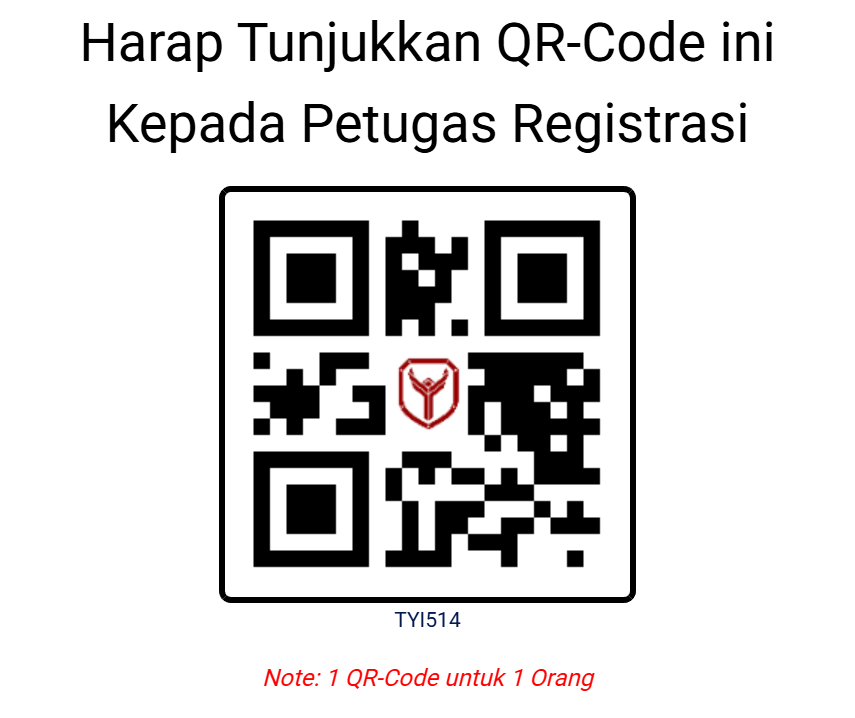 Harap Tunjukkan QR-Code ini
Kepada Petugas Registrasi
TYI514
Note: 1 QR-Code untuk 1 Orang